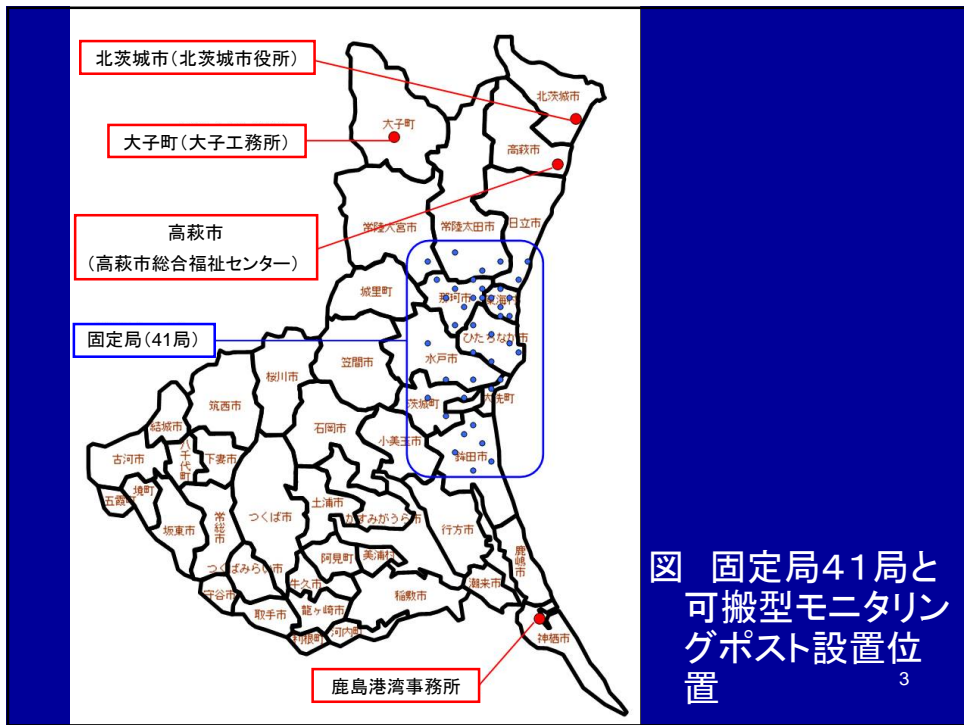 北茨城市(北茨城市役所)
北茨城市
大子町
大子町(大子工務所)
高萩市
高萩市
(高萩市総合福祉センター)
常陸大宮市
常陸太田市
日立市
城里町
那珂市
東海村
固定局(41局)
ひたちなか市
水戸市
笠間市
桜川市
筑西市
茨城町
大洗町
結城市
石岡市
小美玉市
古河市
八千代町
下妻市
鉾田市
五霞町
境町
坂東市
常総市
つくば市
土浦市
かすみがうら市
行方市
鹿嶋市
つくばみらい市
阿見町
美浦村
牛久市
潮来市
守谷市
取手市
龍ヶ崎市
稲敷市
利根町
河内町
神栖市
鹿島港湾事務所
図 固定局41局と
可搬型モニタリン
グポスト設置位
置
3